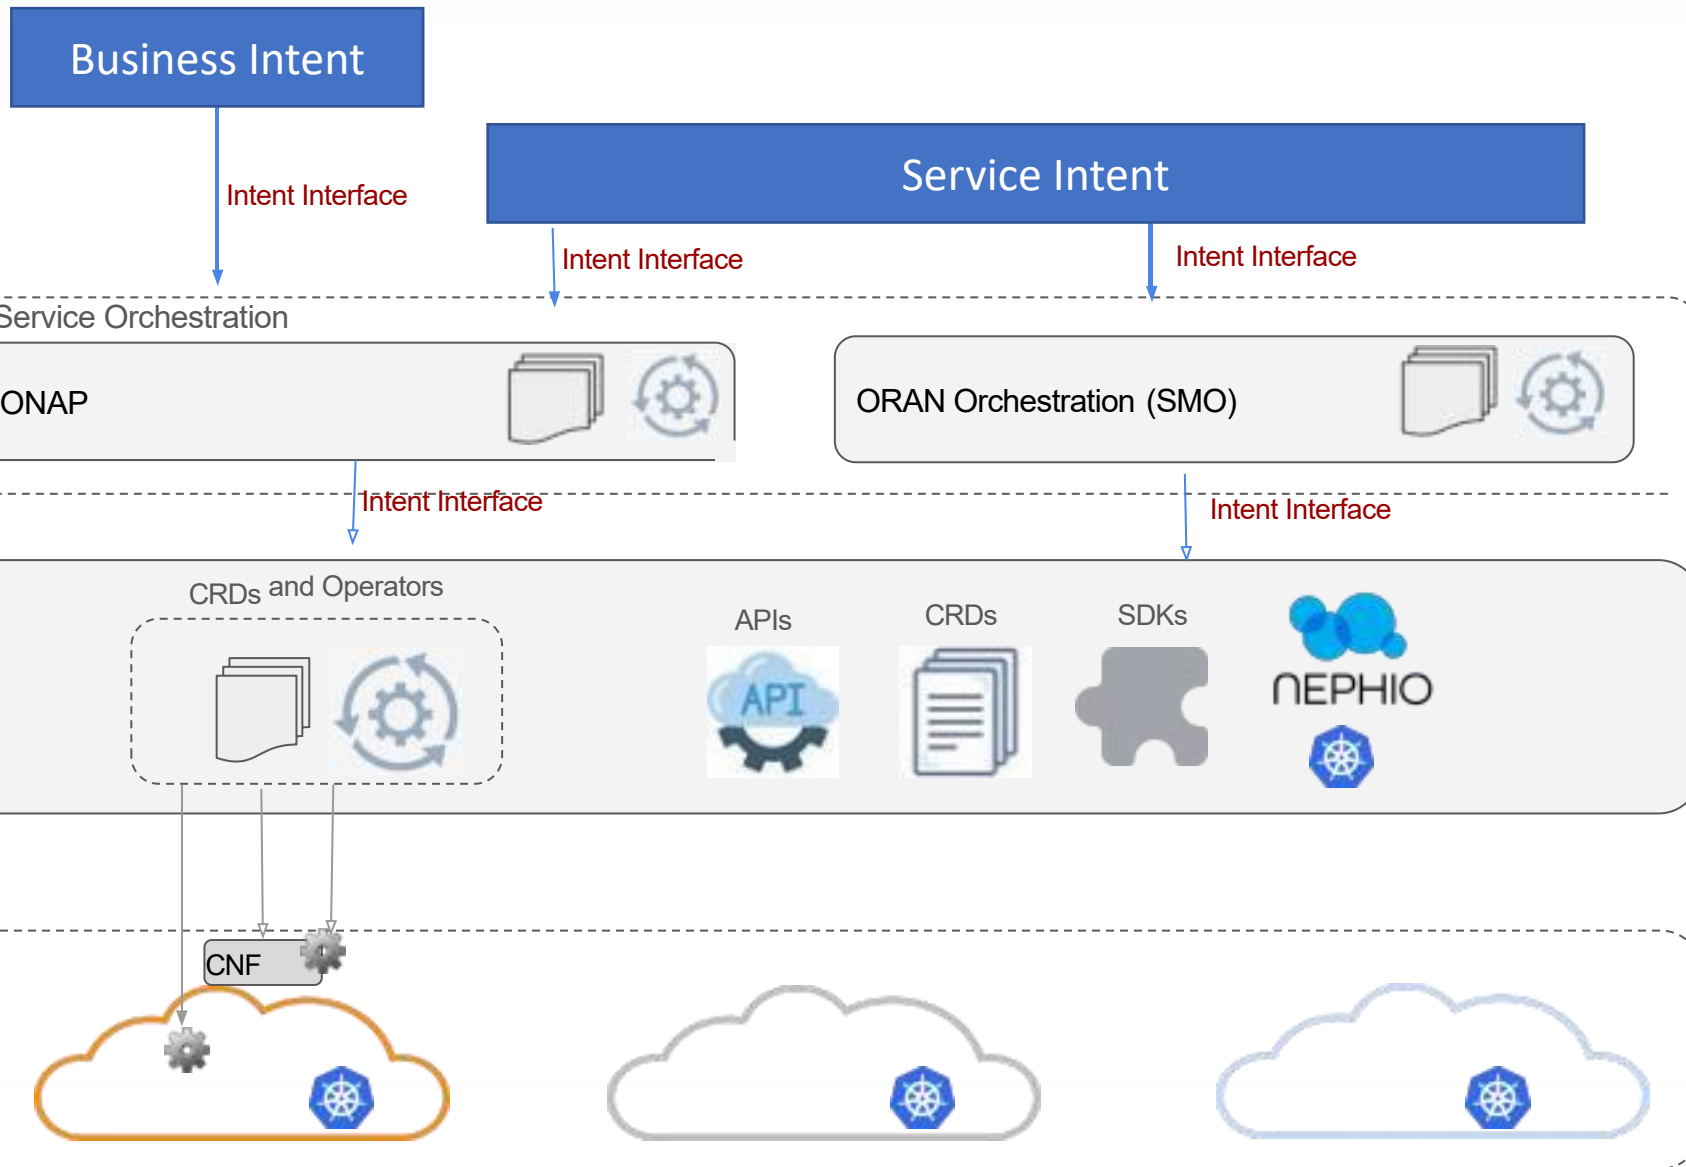 Business Intent
Service Intent
Intent Interface
Intent Interface
Intent Interface
Service Orchestration
ONAP
ORAN Orchestration (SMO)
Intent Interface
Intent Interface
CRDs and Operators
APIs
CRDs
SDKs
API
NEPHIO
CNF